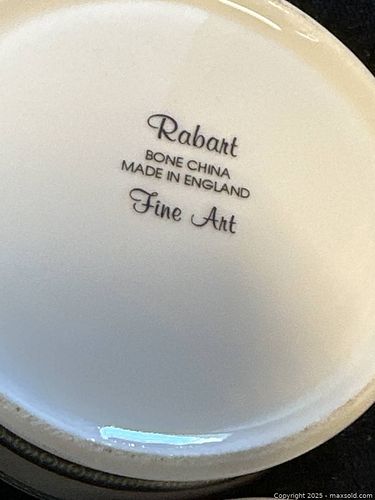 Rabart
BONE CHINA
MADE IN ENGLAND
Fine Art
Copyright 2025 - maxsold.com